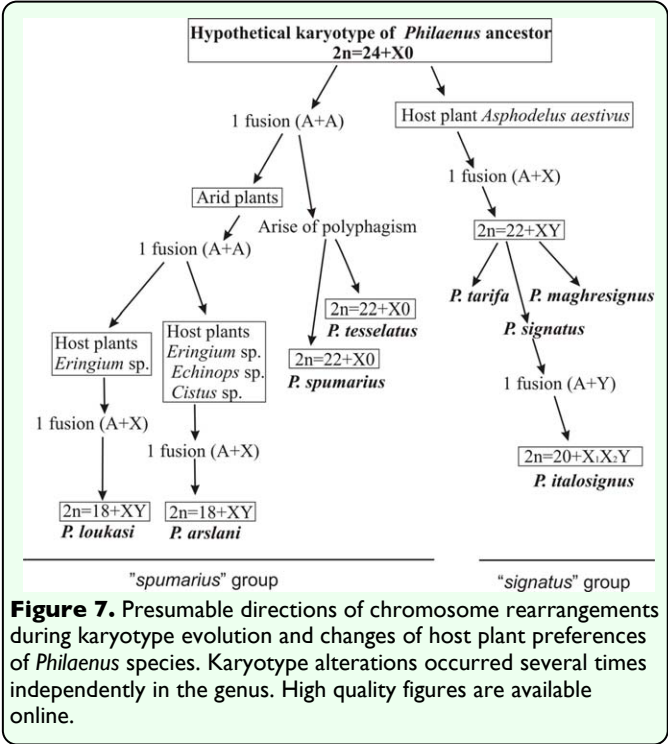 Hypothetical karyotype of Philaenus ancestor
2n=24+X0
1 fusion (A+A)
Host plant Asphodelus aestivus
Arid plants
1 fusion (A+X)
1 fusion (A+A)
Arise of polyphagism
2n=22+XY
P. tarifa
P. maghresignus
P. signatus
2n=22+X0
P. tesselatus
Host plants
Eringium sp.
Host plants
Eringium sp.
Echinops sp.
Cistus sp.
2n=22+X0
P. spumarius
1 fusion (A+Y)
1 fusion (A+X)
1 fusion (A+X)
2n=20+X₁X₂Y
P. italosignus
2n=18+XY
P. loukasi
2n=18+XY
P. arslani
"spumarius" group
"signatus" group
Figure 7. Presumable directions of chromosome rearrangements
during karyotype evolution and changes of host plant preferences
of Philaenus species. Karyotype alterations occurred several times
independently in the genus. High quality figures are available
online.